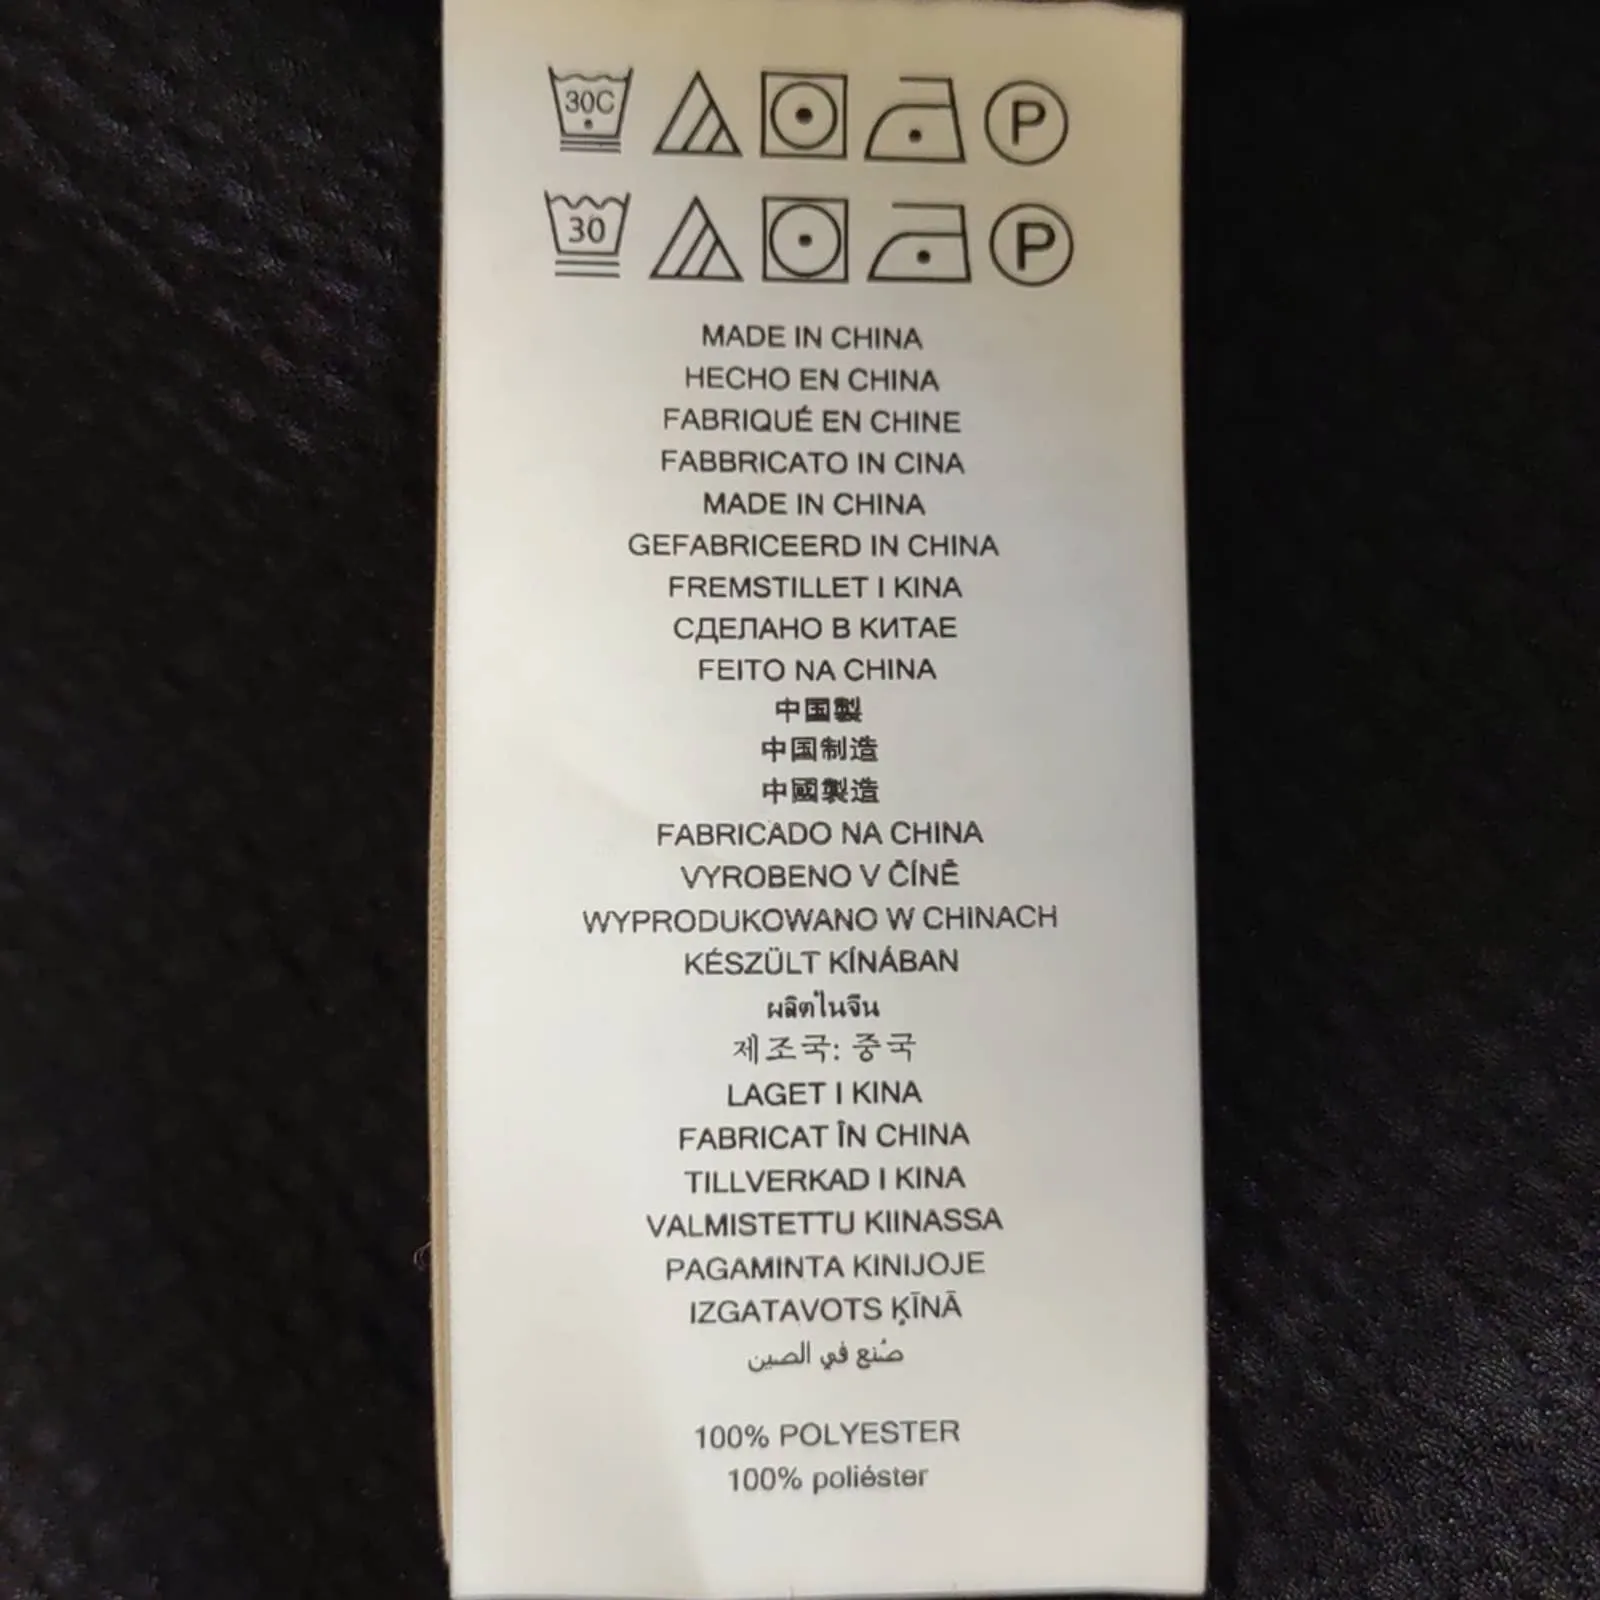 30C
P
30
P
MADE IN CHINA
HECHO EN CHINA
FABRIQUÉ EN CHINE
FABBRICATO IN CINA
MADE IN CHINA
GEFABRICEERD IN CHINA
FREMSTILLET I KINA
СДЕЛАНО В КИТАЕ
FEITO NA CHINA
中国製
中国制造
中國製造
FABRICADO NA CHINA
VYROBENO V ČÍNĚ
WYPRODUKOWANO W CHINACH
KÉSZÜLT KÍNÁBAN
ผลิตในจีน
제조국: 중국
LAGET I KINA
FABRICAT ÎN CHINA
TILLVERKAD I KINA
VALMISTETTU KIINASSA
PAGAMINTA KINIJOJE
IZGATAVOTS ĶĪNĀ
صُنع في الصين
100% POLYESTER
100% poliéster